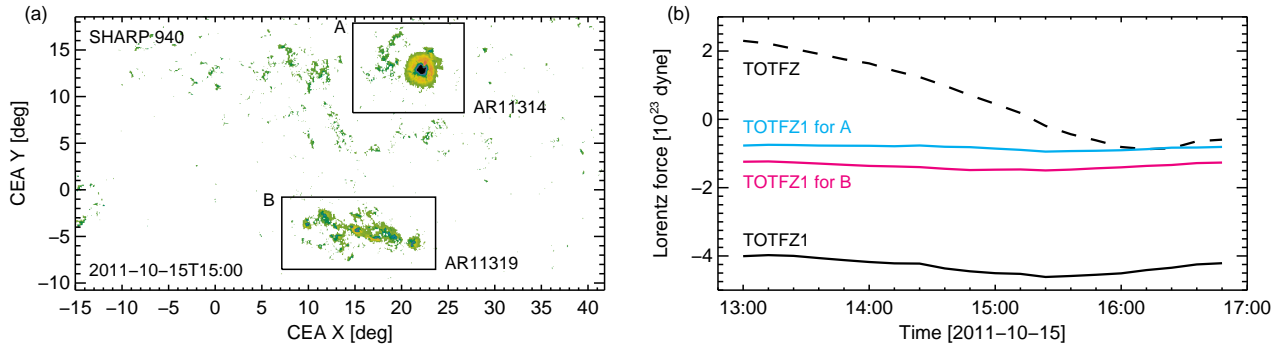 (a)
SHARP 940
A
AR11314
B
AR11319
2011−10−15T15:00
15
10
5
0
−5
−10
CEA Y [deg]
−15 −10 −5 0 5 10 15 20 25 30 35 40
CEA X [deg]
(b)
TOTFZ
TOTFZ1 for A
TOTFZ1 for B
TOTFZ1
2
0
−2
−4
Lorentz force [10²³ dyne]
13:00 14:00 15:00 16:00 17:00
Time [2011−10−15]